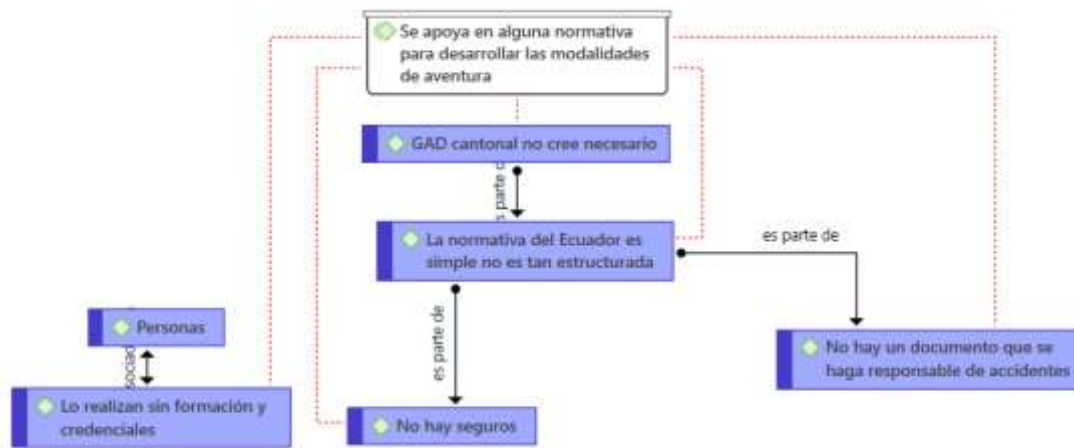 Se apoya en alguna normativa
para desarrollar las modalidades
de aventura
GAD cantonal no cree necesario
es parte
La normativa del Ecuador es
simple no es tan estructurada
es parte de
es parte de
Personas
Lo realizan sin formación y
credenciales
No hay seguros
No hay un documento que se
haga responsable de accidentes